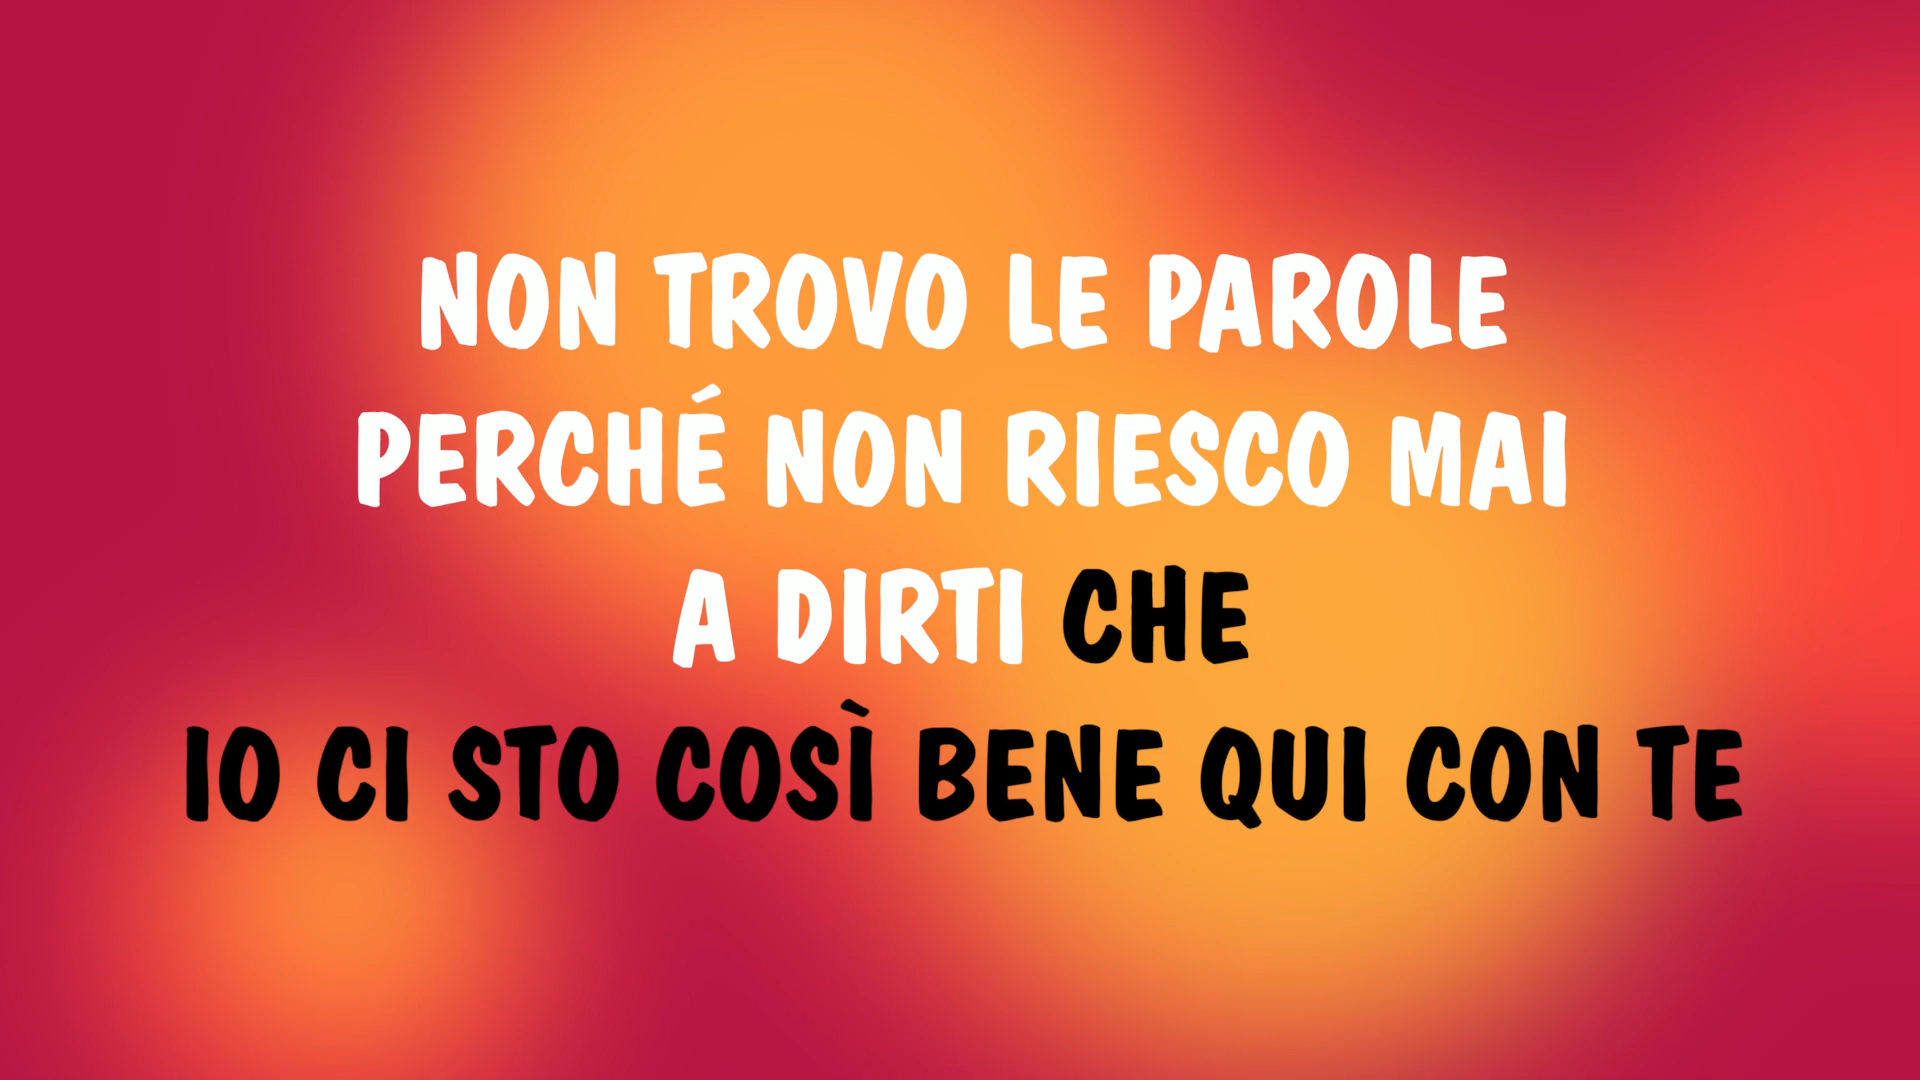 NON TROVO LE PAROLE
PERCHÉ NON RIESCO MAI
A DIRTI CHE
IO CI STO COSÌ BENE QUI CON TE